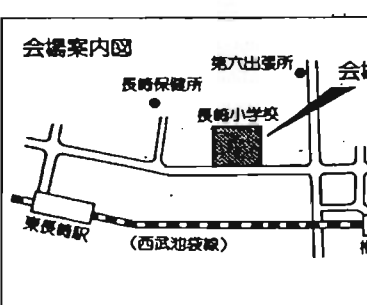 会場案内図
第六出張所
会場
長崎保健所
長崎小学校
東長崎駅
(西武池袋線)